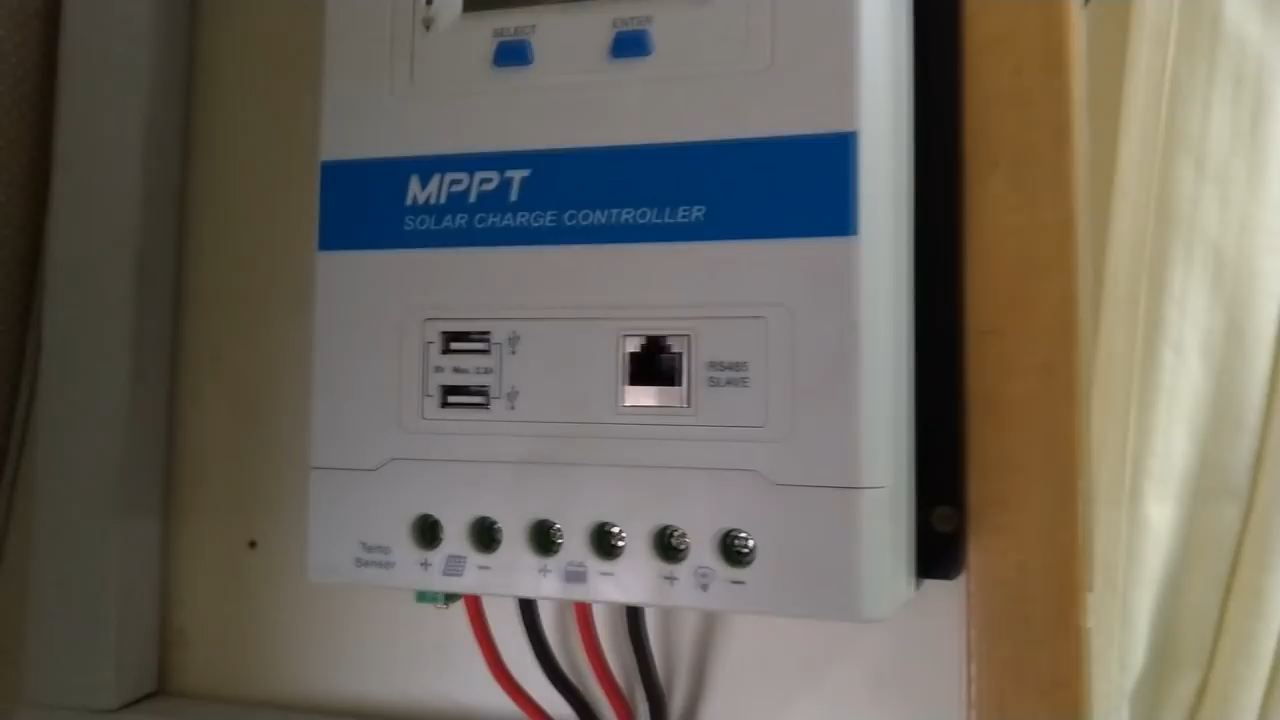 SELECT
ENTER
MPPT
SOLAR CHARGE CONTROLLER
RS485
SLAVE
Temp
Sensor
+ -
+ -
+ -